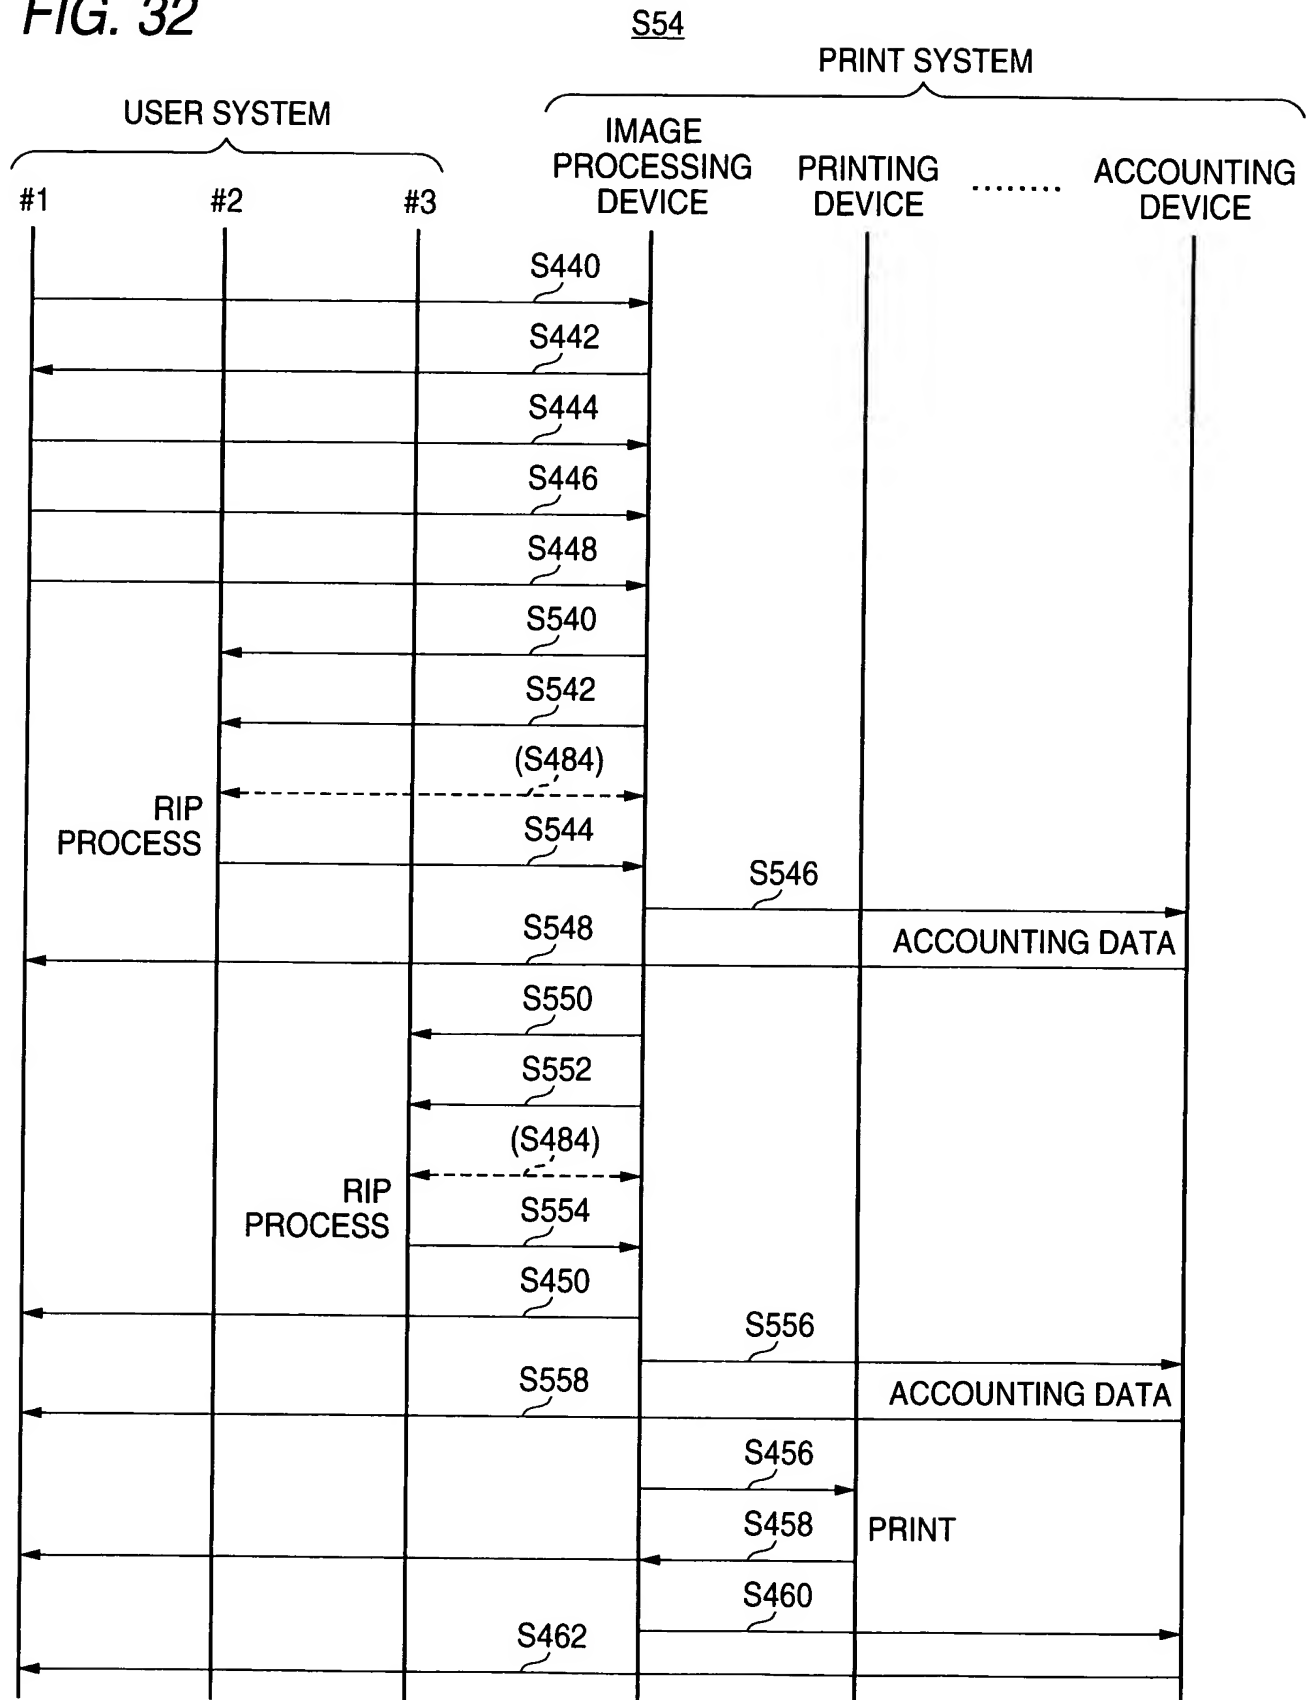 FIG. 32
S54
PRINT SYSTEM
USER SYSTEM
IMAGE
PROCESSING
DEVICE
PRINTING
DEVICE
........
ACCOUNTING
DEVICE
#1
#2
#3
S440
S442
S444
S446
S448
S540
S542
(S484)
RIP
PROCESS
S544
S546
S548
ACCOUNTING DATA
S550
S552
(S484)
RIP
PROCESS
S554
S450
S556
S558
ACCOUNTING DATA
S456
S458
PRINT
S460
S462